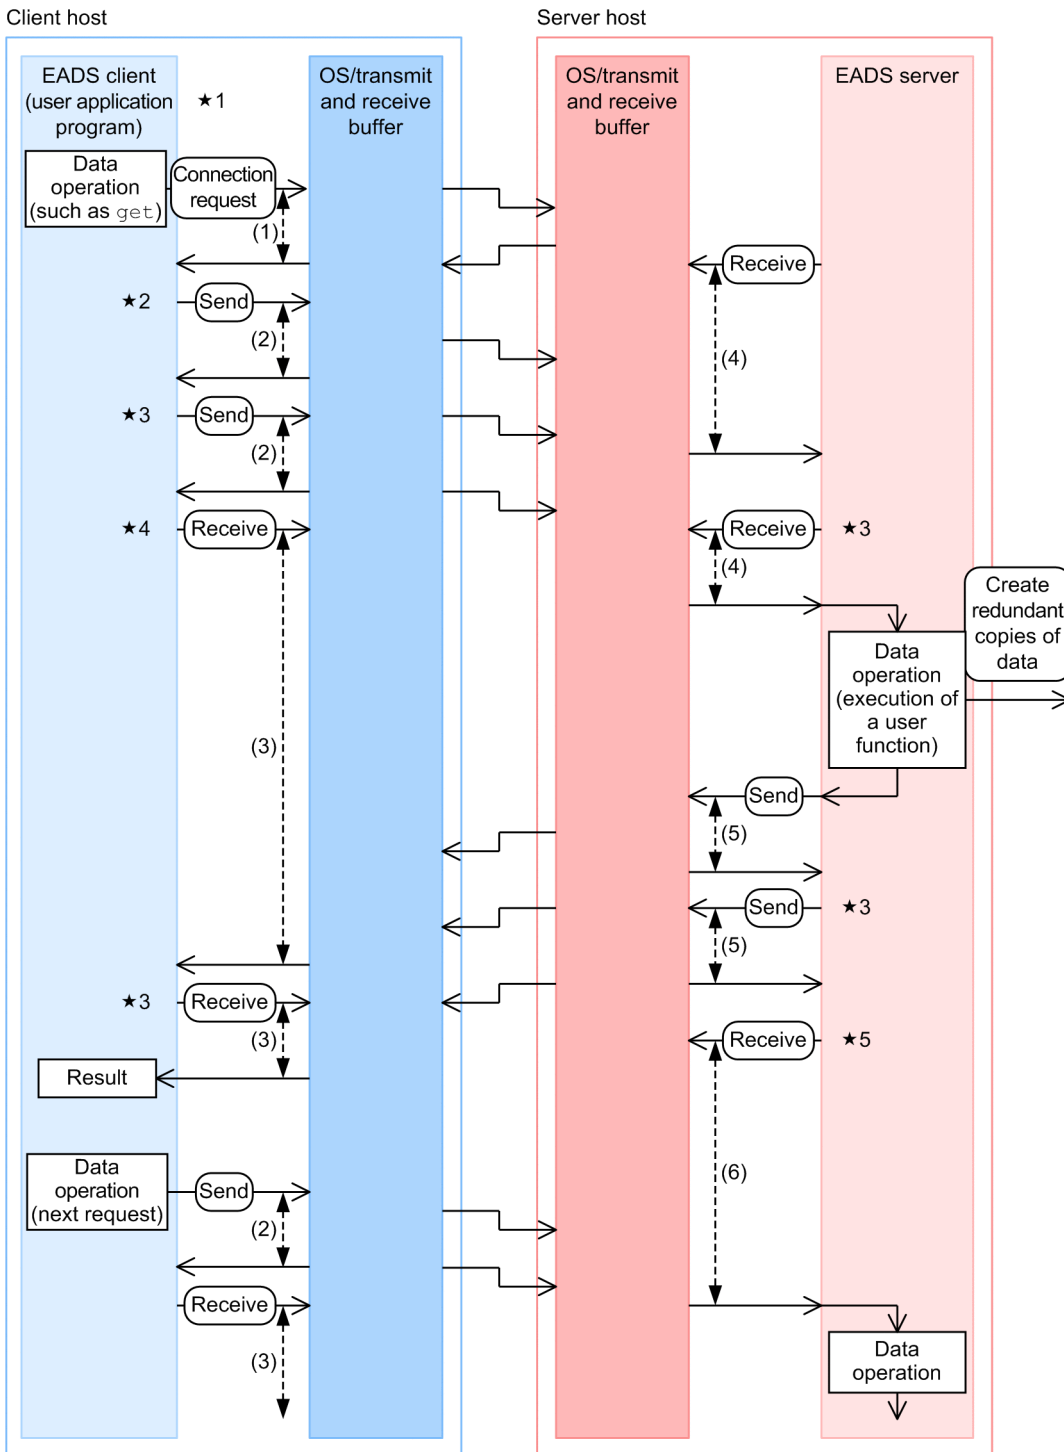 Client host
Server host
EADS client
(user application
program)
★1
OS/transmit
and receive
buffer
OS/transmit
and receive
buffer
EADS server
Data
operation
(such as get)
Connection
request
(1)
Receive
★2
Send
(2)
(4)
★3
Send
(2)
★4
Receive
Receive
★3
(4)
Create
redundant
copies of
data
Data
operation
(execution of
a user
function)
(3)
Send
(5)
Send
★3
(5)
★3
Receive
(3)
Receive
★5
Result
Data
operation
(next request)
Send
(2)
(6)
Receive
(3)
Data
operation